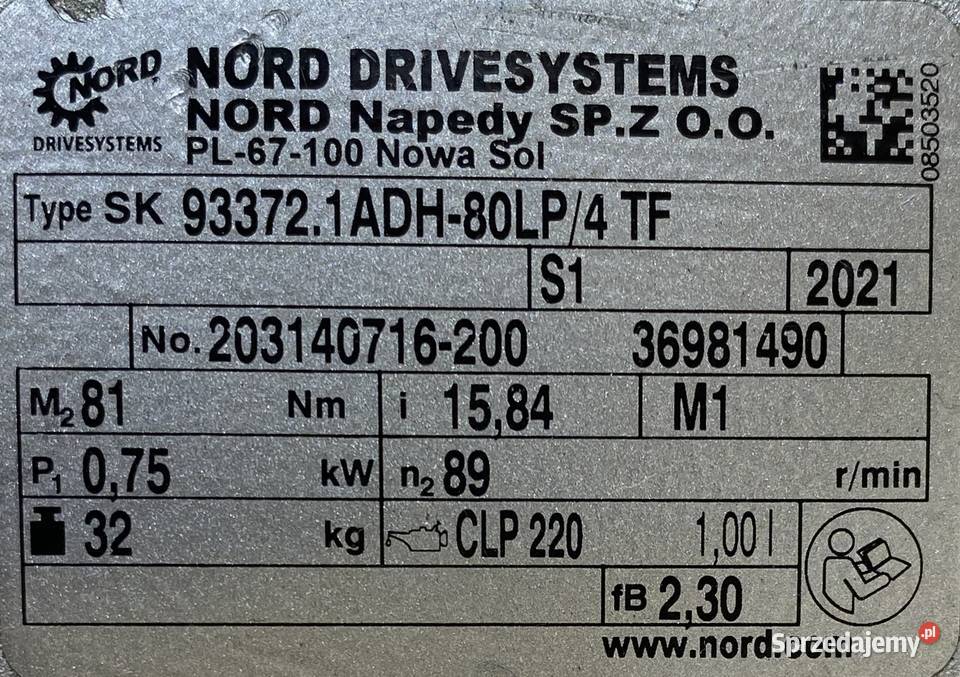 NORD
DRIVESYSTEMS
NORD DRIVESYSTEMS
NORD Napedy SP.Z O.O.
PL-67-100 Nowa Sol
08503520
Type SK 93372.1ADH-80LP/4 TF
S1 2021
No. 203140716-200 36981490
M2 81 Nm i 15,84 M1
P1 0,75 kW n2 89 r/min
32 kg CLP 220 1,00 l
fB 2,30
www.nord.com
Sprzedajemy.pl